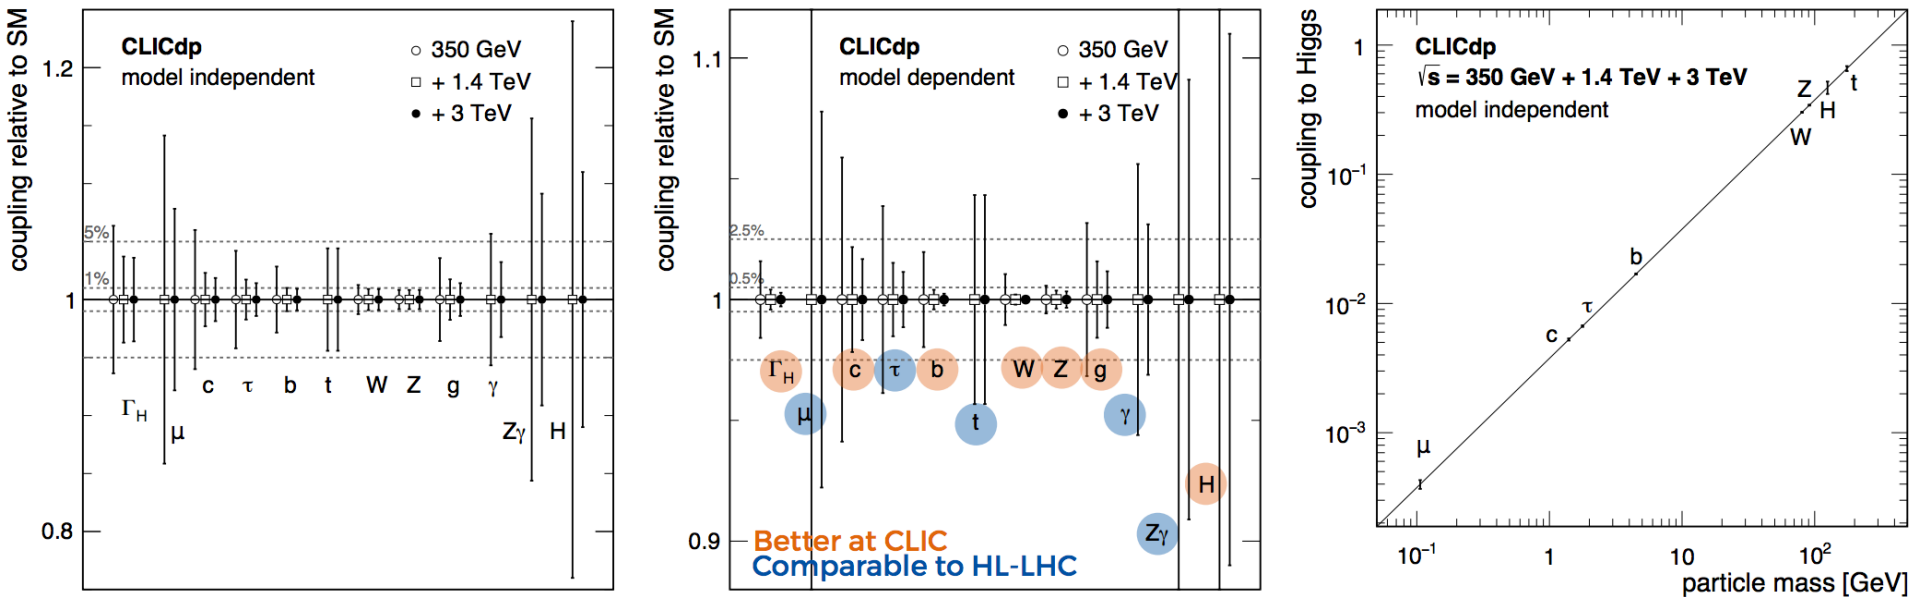 coupling relative to SM
1.2
1
0.8
CLICdp
model independent
350 GeV
+ 1.4 TeV
+ 3 TeV
5%
1%
c τ b t W Z g γ
Γ_H
μ
Zγ H
coupling relative to SM
1.1
1
0.9
CLICdp
model dependent
350 GeV
+ 1.4 TeV
+ 3 TeV
2.5%
0.5%
Γ_H c τ b W Z g
μ t γ
H
Zγ
Better at CLIC
Comparable to HL-LHC
coupling to Higgs
1
10⁻¹
10⁻²
10⁻³
CLICdp
√s = 350 GeV + 1.4 TeV + 3 TeV
model independent
Z t
H
W
b
τ
c
μ
10⁻¹ 1 10 10²
particle mass [GeV]